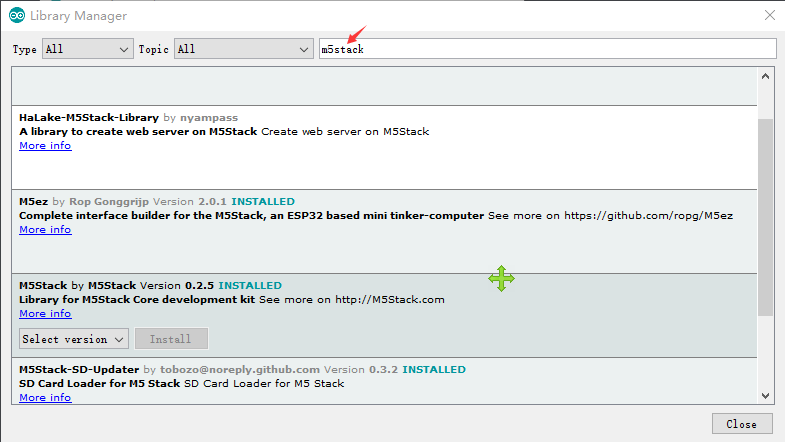 Library Manager
Type All Topic All m5stack
HaLake-M5Stack-Library by nyampass
A library to create web server on M5Stack Create web server on M5Stack
More info
M5ez by Rop Gonggrijp Version 2.0.1 INSTALLED
Complete interface builder for the M5Stack, an ESP32 based mini tinker-computer See more on https://github.com/ropg/M5ez
More info
M5Stack by M5Stack Version 0.2.5 INSTALLED
Library for M5Stack Core development kit See more on http://M5Stack.com
More info
Select version Install
M5Stack-SD-Updater by tobozo@noreply.github.com Version 0.3.2 INSTALLED
SD Card Loader for M5 Stack SD Card Loader for M5 Stack
More info
Close